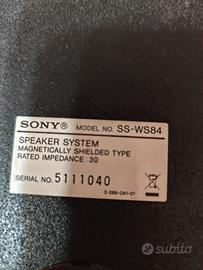 SONY® MODEL NO. SS-WS84
SPEAKER SYSTEM
MAGNETICALLY SHIELDED TYPE
RATED IMPEDANCE: 3Ω
SERIAL NO. 5111040
3-266-041-01
subito